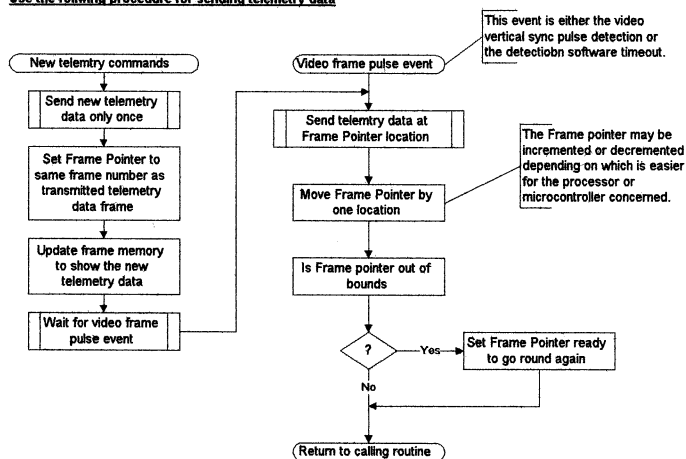 Use the following procedure for sending telemetry data
New telemtry commands
Send new telemetry
data only once
Set Frame Pointer to
same frame number as
transmitted telemetry
data frame
Update frame memory
to show the new
telemetry data
Wait for video frame
pulse event
Video frame pulse event
Send telemtry data at
Frame Pointer location
Move Frame Pointer by
one location
Is Frame pointer out of
bounds
?
Yes
No
Set Frame Pointer ready
to go round again
Return to calling routine
This event is either the video
vertical sync pulse detection or
the detectiobn software timeout.
The Frame pointer may be
incremented or decremented
depending on which is easier
for the processor or
microcontroller concerned.